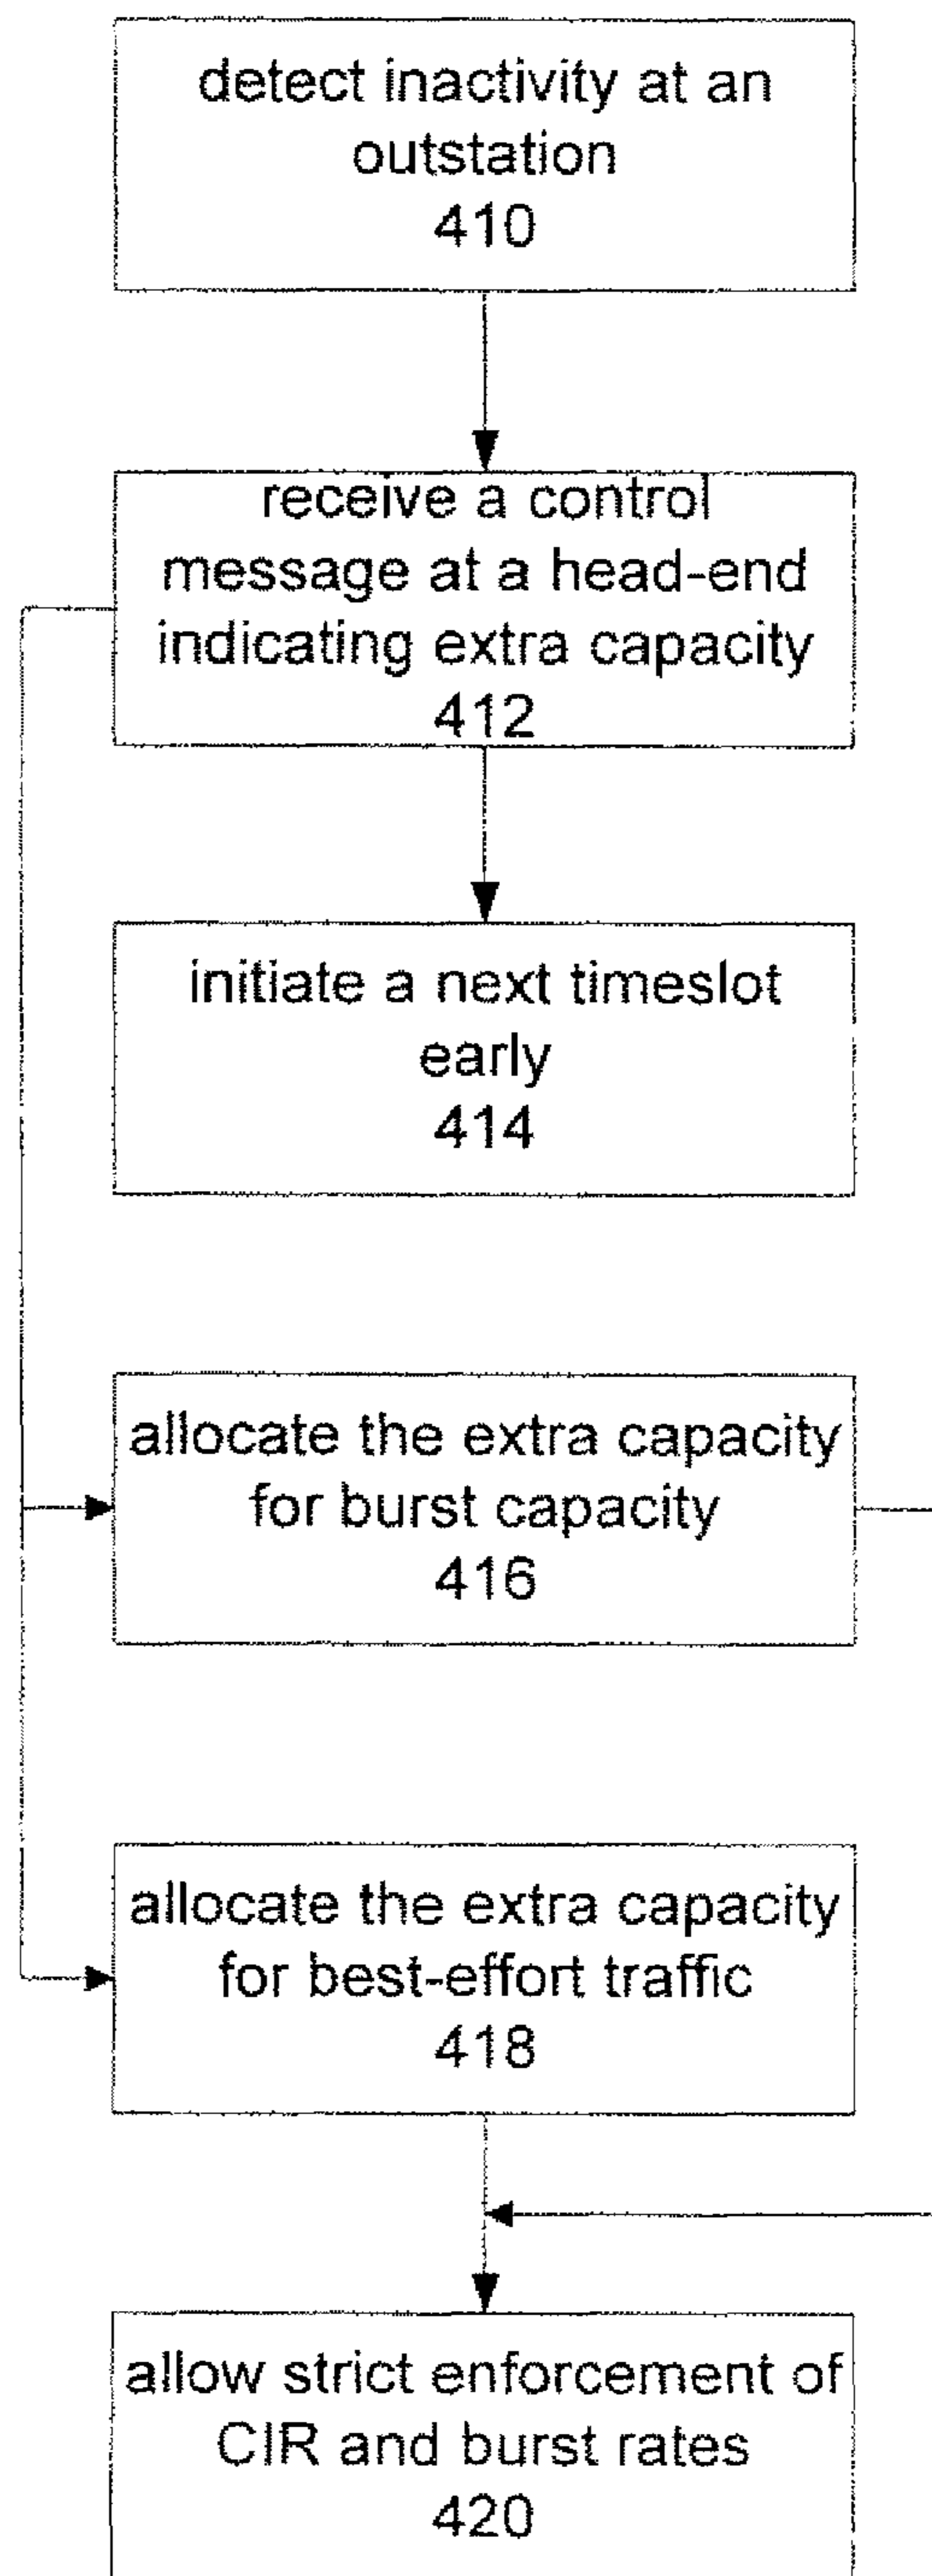 detect inactivity at an
outstation
410
receive a control
message at a head-end
indicating extra capacity
412
initiate a next timeslot
early
414
allocate the extra capacity
for burst capacity
416
allocate the extra capacity
for best-effort traffic
418
allow strict enforcement of
CIR and burst rates
420